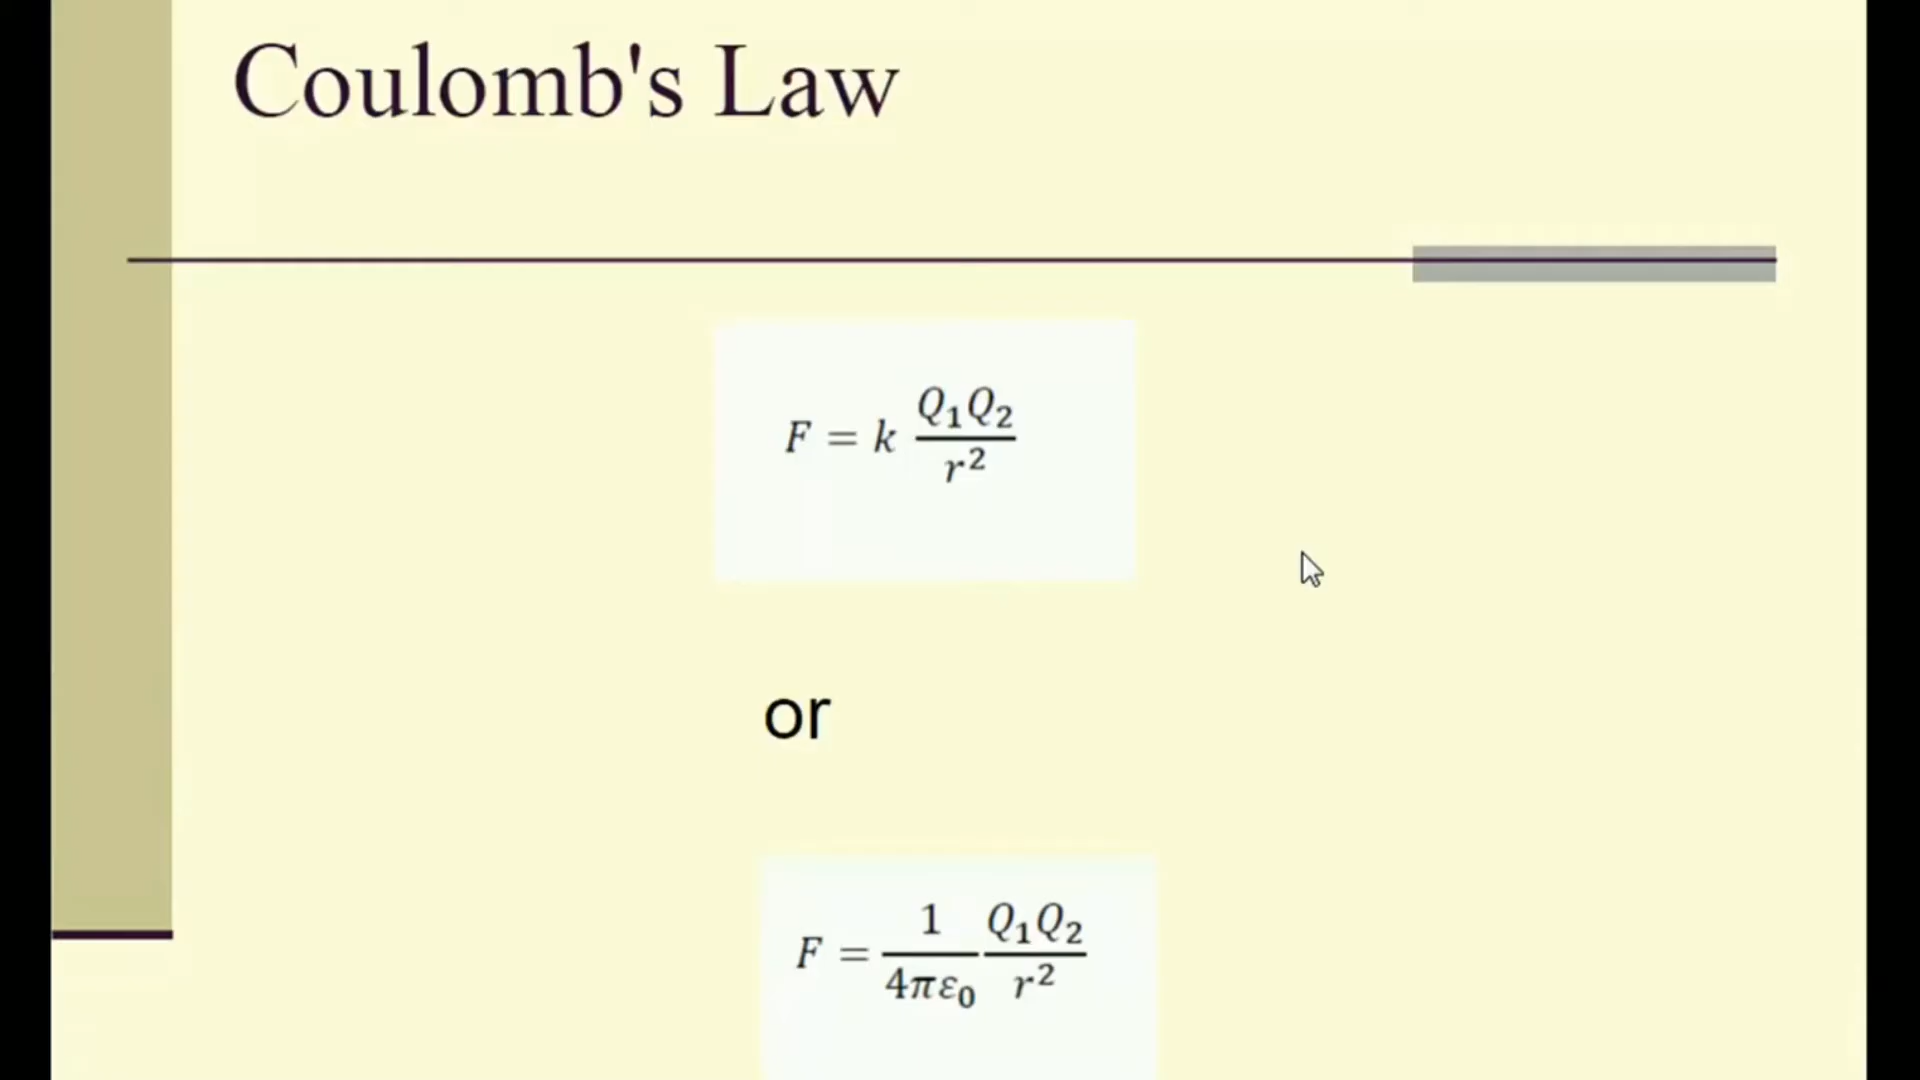 Coulomb's Law
F = k Q₁Q₂ / r²
or
F = 1 / 4πε₀ Q₁Q₂ / r²